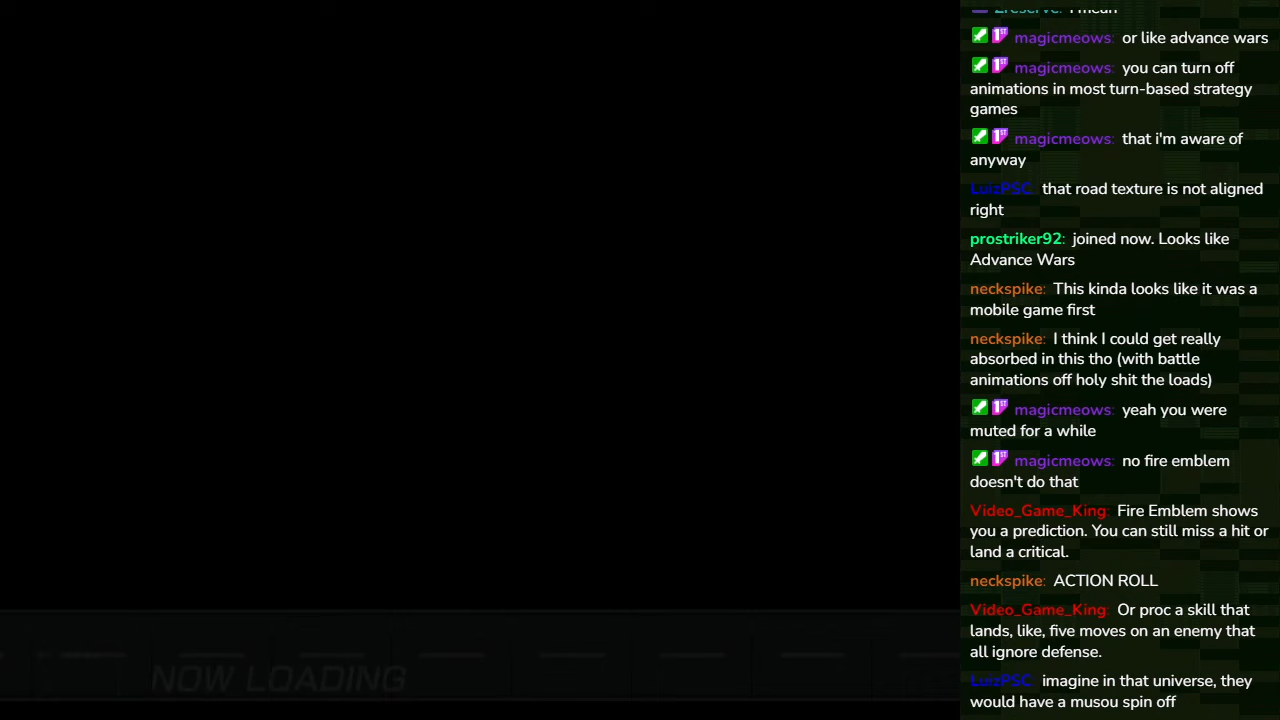 Zreserve: I mean
magicmeows: or like advance wars
magicmeows: you can turn off
animations in most turn-based strategy
games
magicmeows: that i'm aware of
anyway
LuizPSC: that road texture is not aligned
right
prostriker92: joined now. Looks like
Advance Wars
neckspike: This kinda looks like it was a
mobile game first
neckspike: I think I could get really
absorbed in this tho (with battle
animations off holy shit the loads)
magicmeows: yeah you were
muted for a while
magicmeows: no fire emblem
doesn't do that
Video_Game_King: Fire Emblem shows
you a prediction. You can still miss a hit or
land a critical.
neckspike: ACTION ROLL
Video_Game_King: Or proc a skill that
lands, like, five moves on an enemy that
all ignore defense.
LuizPSC: imagine in that universe, they
would have a musou spin off
NOW LOADING